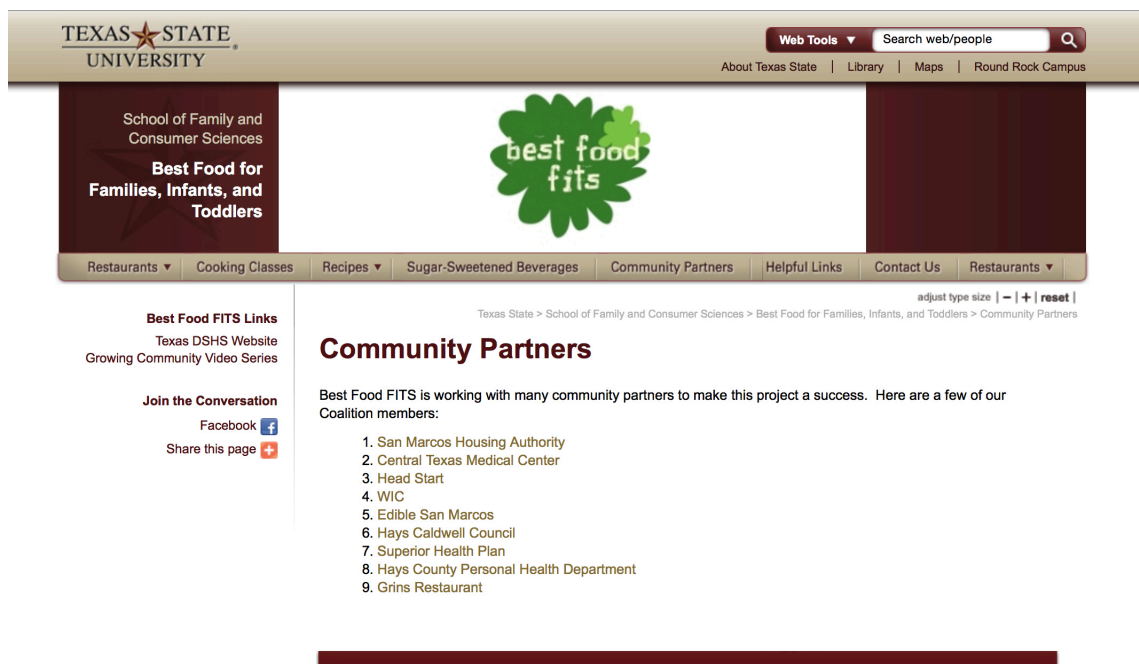 TEXAS STATE
UNIVERSITY
®
Web Tools ▼ Search web/people
About Texas State | Library | Maps | Round Rock Campus
School of Family and
Consumer Sciences
Best Food for
Families, Infants, and
Toddlers
best food
fits
Restaurants ▼ Cooking Classes Recipes ▼ Sugar-Sweetened Beverages Community Partners Helpful Links Contact Us Restaurants ▼
adjust type size | – | + | reset |
Texas State > School of Family and Consumer Sciences > Best Food for Families, Infants, and Toddlers > Community Partners
Best Food FITS Links
Texas DSHS Website
Growing Community Video Series
Join the Conversation
Facebook
Share this page
Community Partners
Best Food FITS is working with many community partners to make this project a success.  Here are a few of our
Coalition members:
1. San Marcos Housing Authority
2. Central Texas Medical Center
3. Head Start
4. WIC
5. Edible San Marcos
6. Hays Caldwell Council
7. Superior Health Plan
8. Hays County Personal Health Department
9. Grins Restaurant